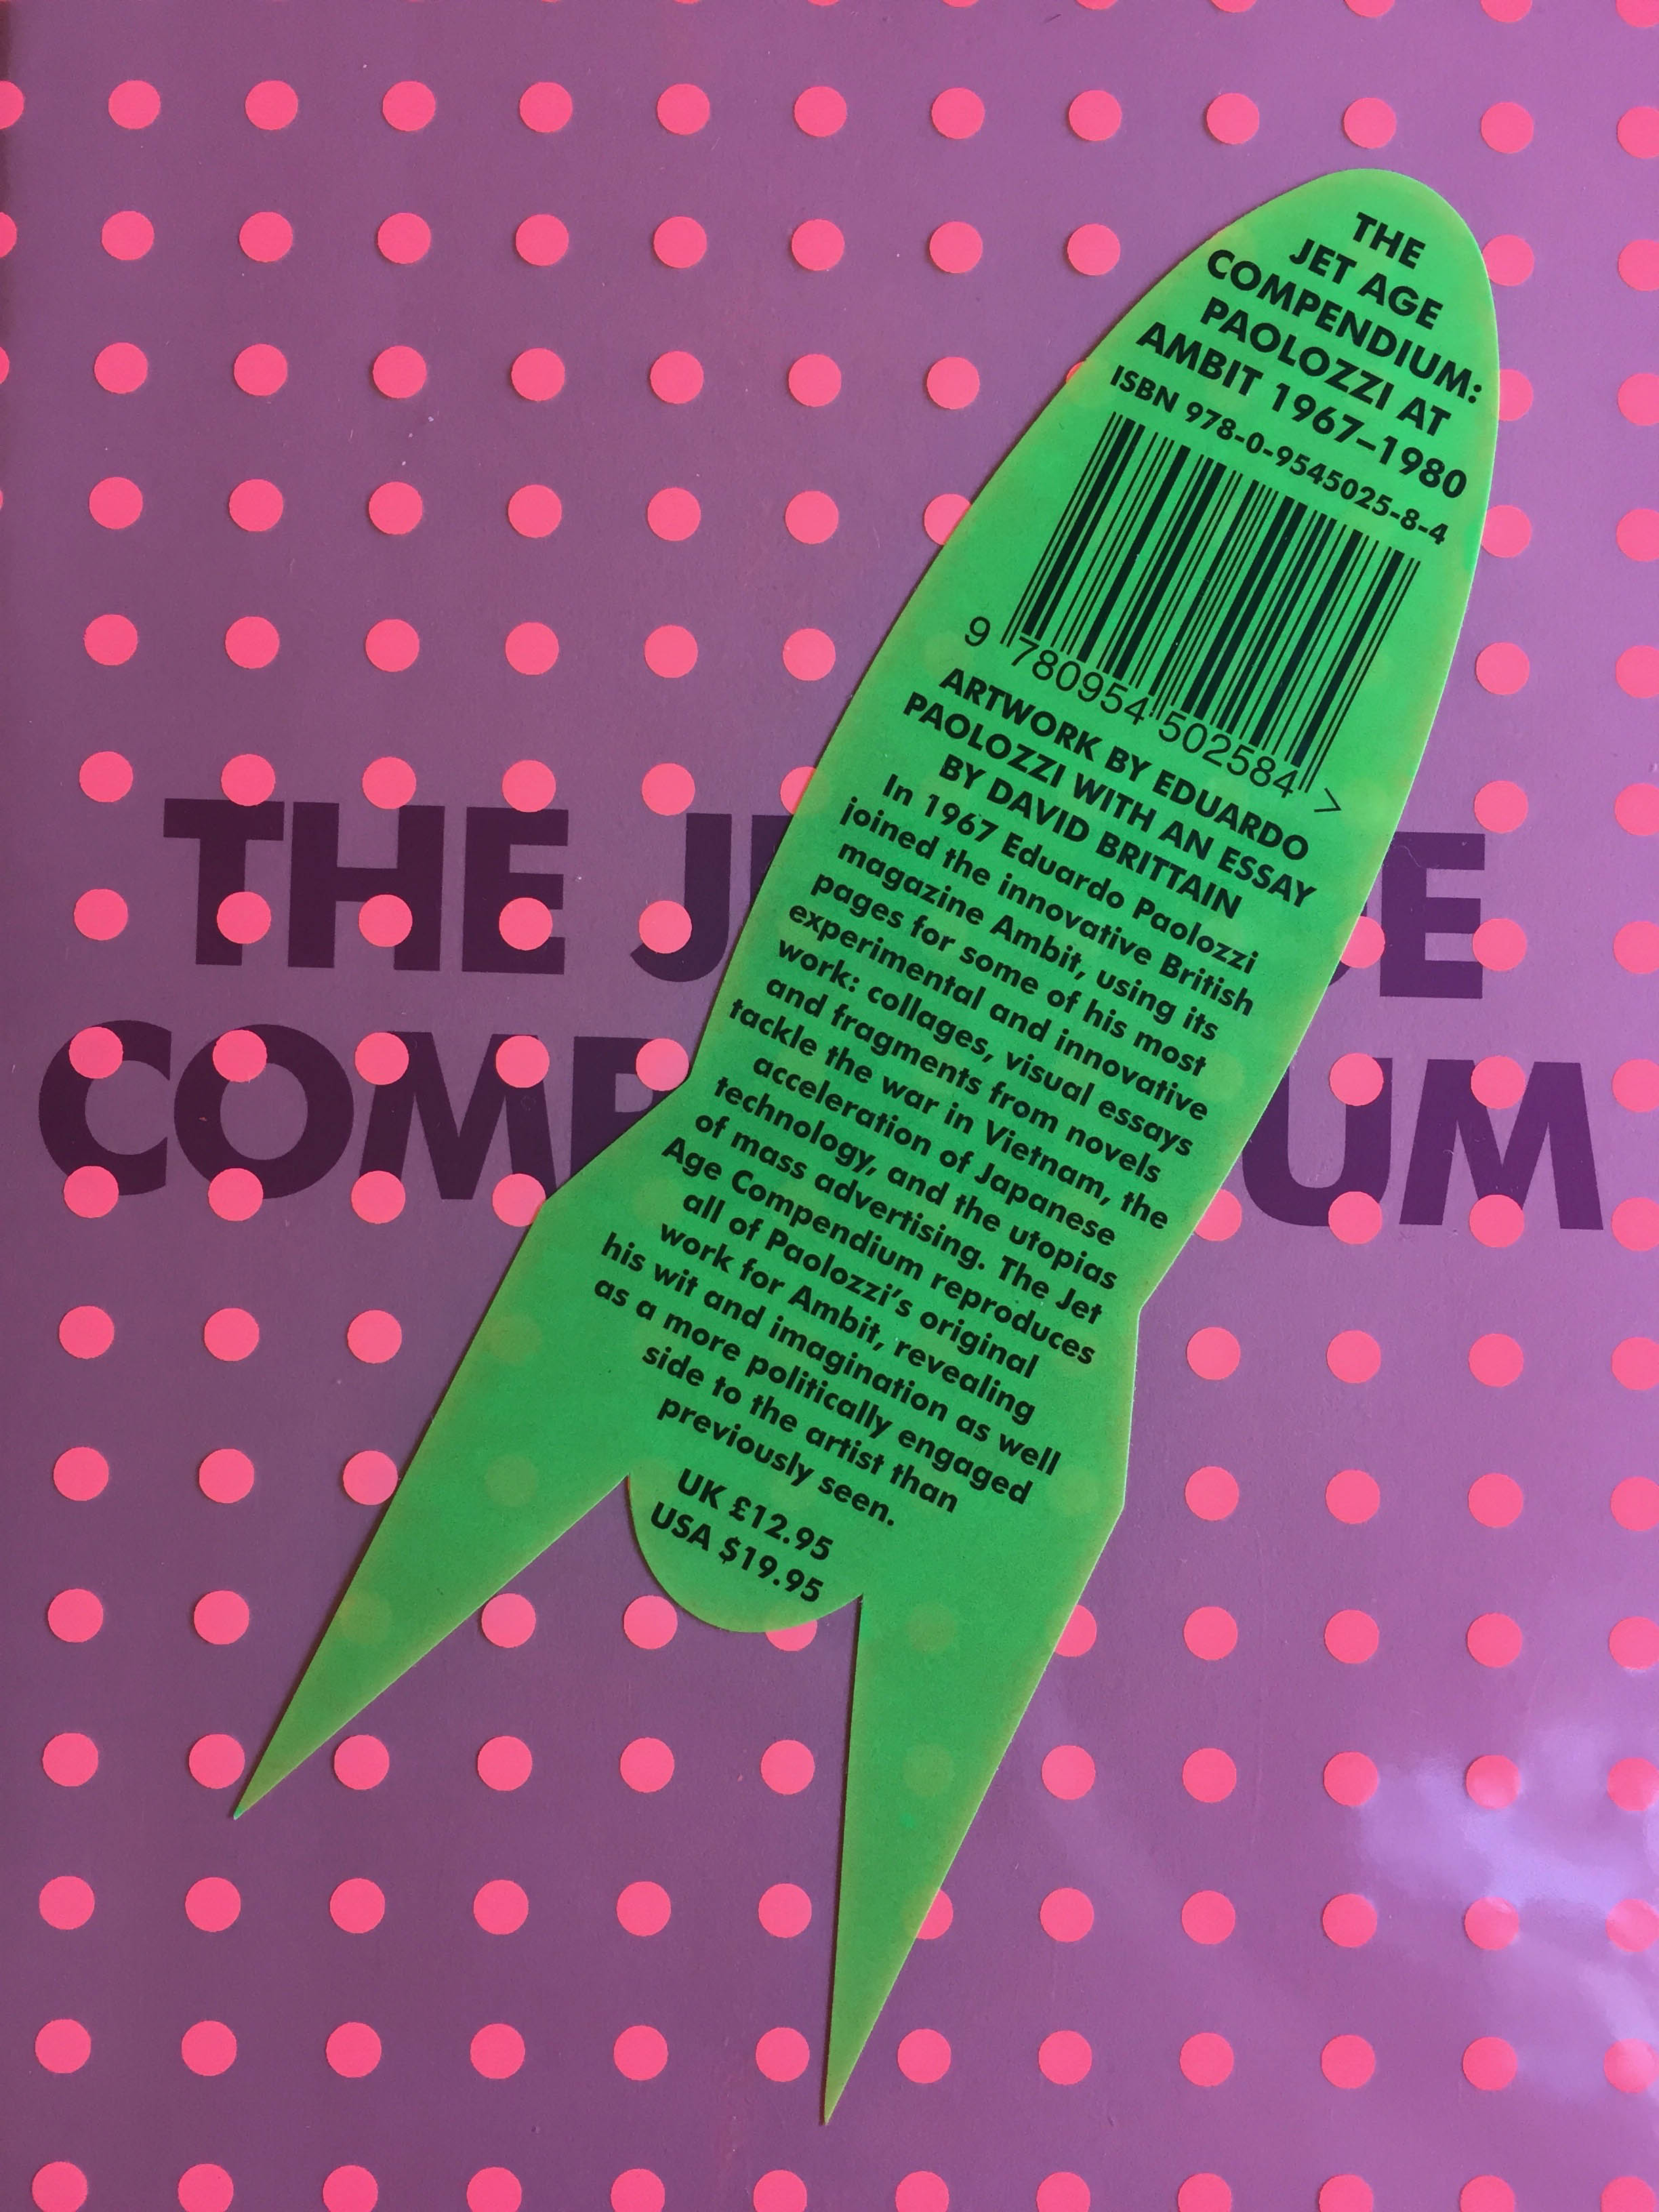 THE
JET AGE
COMPENDIUM:
PAOLOZZI AT
AMBIT 1967–1980
ISBN 978-0-9545025-8-4
9 780954 502584 >
ARTWORK BY EDUARDO
PAOLOZZI WITH AN ESSAY
BY DAVID BRITTAIN
In 1967 Eduardo Paolozzi
joined the innovative British
magazine Ambit, using its
pages for some of his most
experimental and innovative
work: collages, visual essays
and fragments from novels
tackle the war in Vietnam, the
acceleration of Japanese
technology, and the utopias
of mass advertising. The Jet
Age Compendium reproduces
all of Paolozzi’s original
work for Ambit, revealing
his wit and imagination as well
as a more politically engaged
side to the artist than
previously seen.
UK £12.95
USA $19.95
THE